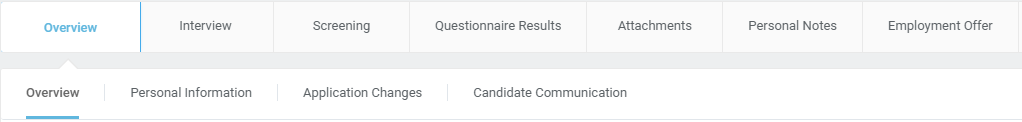 Overview Interview Screening Questionnaire Results Attachments Personal Notes Employment Offer
Overview Personal Information Application Changes Candidate Communication